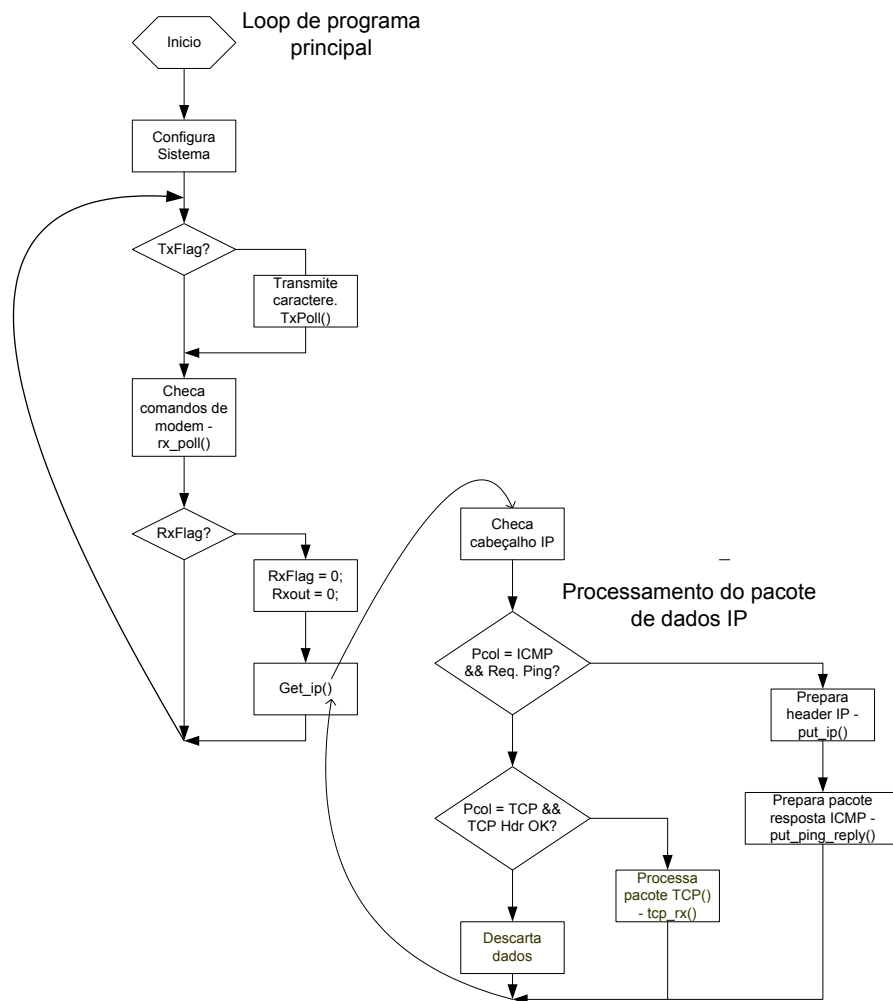 Loop de programa
principal
Inicio
Configura
Sistema
TxFlag?
Transmite
caractere.
TxPoll()
Checa
comandos de
modem -
rx_poll()
RxFlag?
RxFlag = 0;
Rxout = 0;
Get_ip()
Checa
cabeçalho IP
Processamento do pacote
de dados IP
Pcol = ICMP
&& Req. Ping?
Prepara
header IP -
put_ip()
Prepara pacote
resposta ICMP -
put_ping_reply()
Pcol = TCP &&
TCP Hdr OK?
Processa
pacote TCP()
- tcp_rx()
Descarta
dados